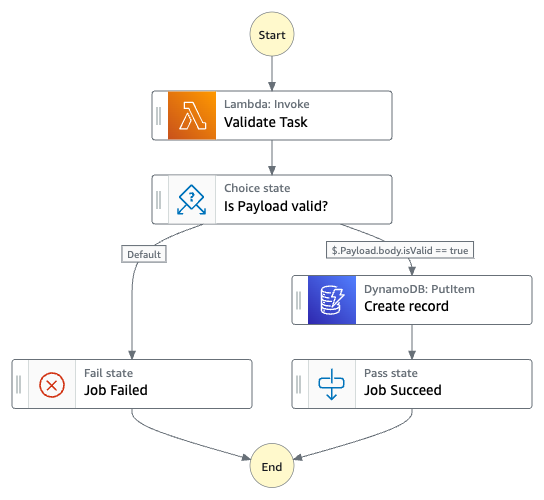 Start
Lambda: Invoke
Validate Task
Choice state
Is Payload valid?
Default
$.Payload.body.isValid == true
DynamoDB: PutItem
Create record
Fail state
Job Failed
Pass state
Job Succeed
End